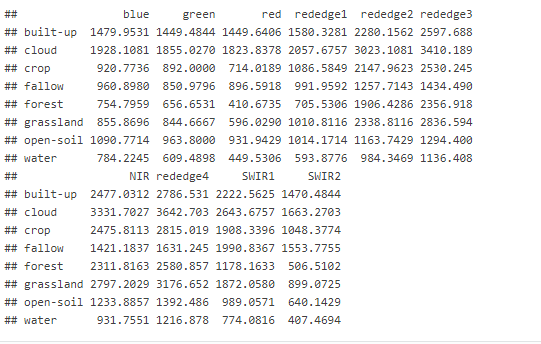 ##                blue     green       red  rededge1  rededge2 rededge3
## built-up  1479.9531 1449.4844 1449.6406 1580.3281 2280.1562 2597.688
## cloud     1928.1081 1855.0270 1823.8378 2057.6757 3023.1081 3410.189
## crop       920.7736  892.0000  714.0189 1086.5849 2147.9623 2530.245
## fallow     960.8980  850.9796  896.5918  991.9592 1257.7143 1434.490
## forest     754.7959  656.6531  410.6735  705.5306 1906.4286 2356.918
## grassland  855.8696  844.6667  596.0290 1010.8116 2338.8116 2836.594
## open-soil 1090.7714  963.8000  931.9429 1014.1714 1163.7429 1294.400
## water      784.2245  609.4898  449.5306  593.8776  984.3469 1136.408
##                 NIR rededge4     SWIR1     SWIR2
## built-up  2477.0312 2786.531 2222.5625 1470.4844
## cloud     3331.7027 3642.703 2643.6757 1663.2703
## crop      2475.8113 2815.019 1908.3396 1048.3774
## fallow    1421.1837 1631.245 1990.8367 1553.7755
## forest    2311.8163 2580.857 1178.1633  506.5102
## grassland 2797.2029 3176.652 1872.0580  899.0725
## open-soil 1233.8857 1392.486  989.0571  640.1429
## water      931.7551 1216.878  774.0816  407.4694